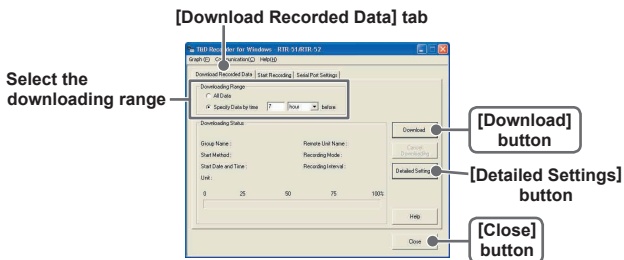 [Download Recorded Data] tab
T&D Recorder for Windows - RTR-51/RTR-52
Graph (F) Communication(C) Help(H)
Download Recorded Data Start Recording Serial Port Settings
Select the
downloading range
Downloading Range
All Data
Specify Data by time 7 hour before
Downloading Status
Download
[Download]
button
Group Name : Remote Unit Name :
Cancel
Downloading
Start Method : Recording Mode :
Start Date and Time : Recording Interval :
Detailed Setting
[Detailed Settings]
button
Unit :
0 25 50 75 100%
Help
Close
[Close]
button